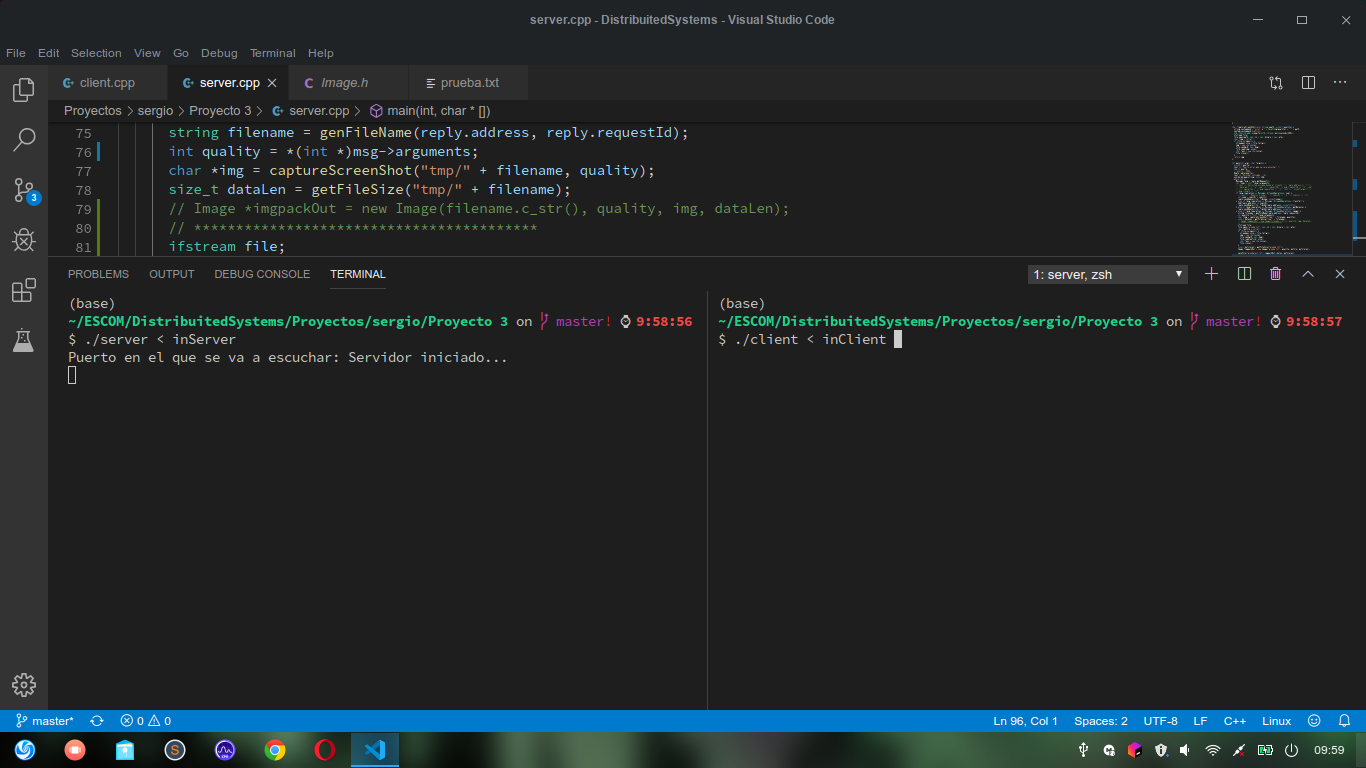 server.cpp - DistribuitedSystems - Visual Studio Code
File Edit Selection View Go Debug Terminal Help
client.cpp server.cpp Image.h prueba.txt
Proyectos > sergio > Proyecto 3 > server.cpp > main(int, char * [])
75 string filename = genFileName(reply.address, reply.requestId);
76 int quality = *(int *)msg->arguments;
77 char *img = captureScreenShot("tmp/" + filename, quality);
78 size_t dataLen = getFileSize("tmp/" + filename);
79 // Image *imgpackOut = new Image(filename.c_str(), quality, img, dataLen);
80 // *****************************************
81 ifstream file;
3
PROBLEMS OUTPUT DEBUG CONSOLE TERMINAL 1: server, zsh
(base)
~/ESCOM/DistribuitedSystems/Proyectos/sergio/Proyecto 3 on master! 9:58:56
$ ./server < inServer
Puerto en el que se va a escuchar: Servidor iniciado...
(base)
~/ESCOM/DistribuitedSystems/Proyectos/sergio/Proyecto 3 on master! 9:58:57
$ ./client < inClient
master* 0 0 Ln 96, Col 1 Spaces: 2 UTF-8 LF C++ Linux
09:59